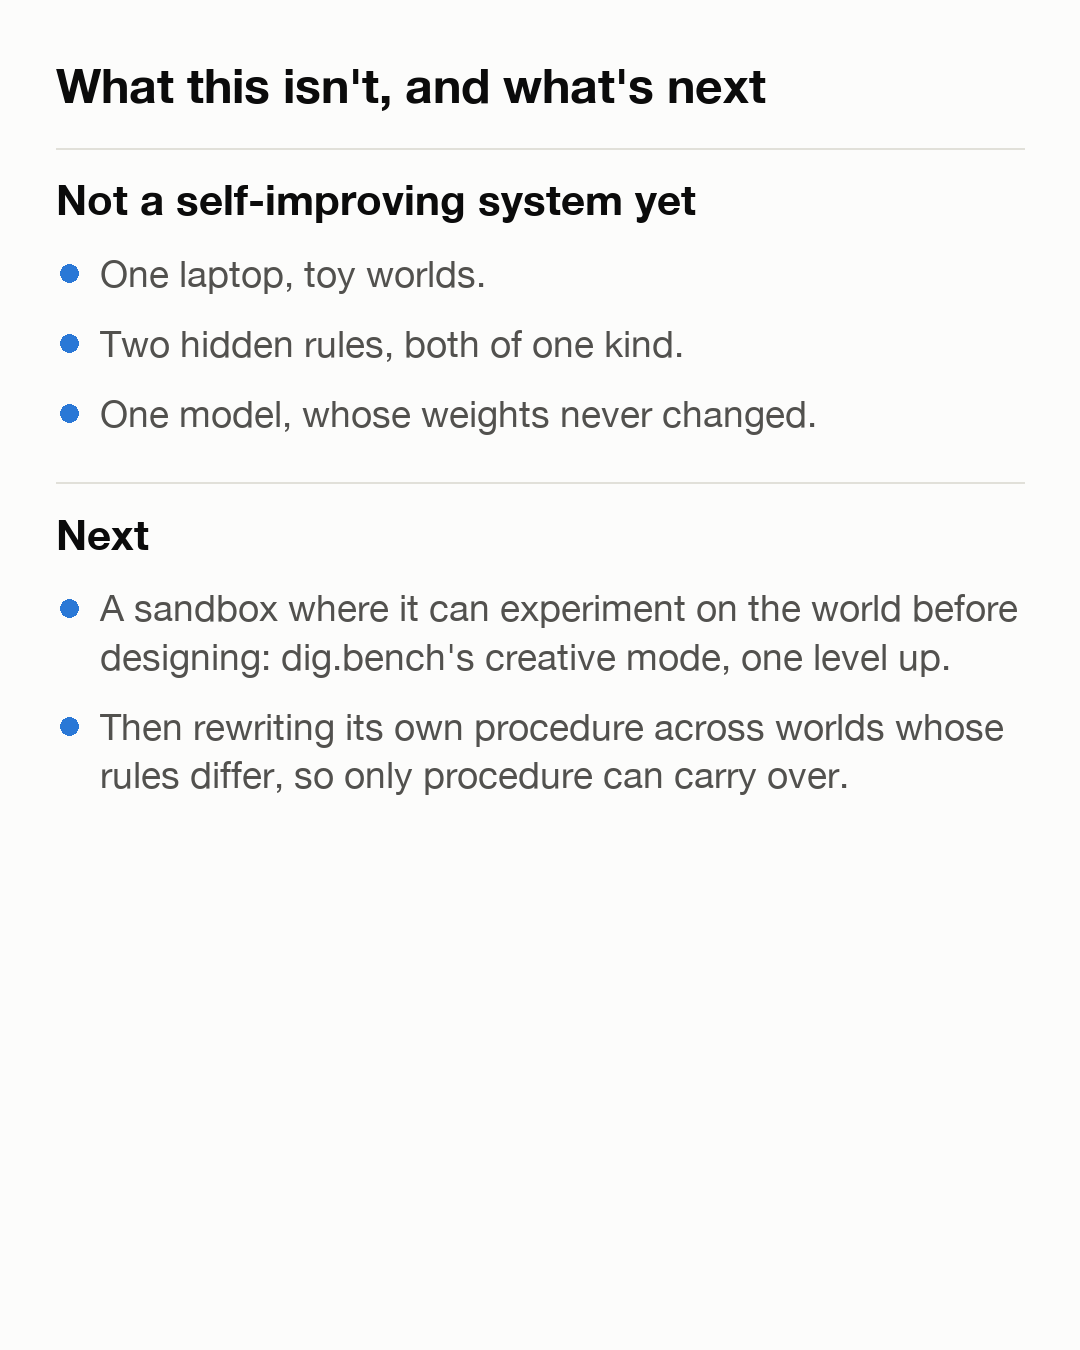 What this isn't, and what's next
Not a self-improving system yet
One laptop, toy worlds.
Two hidden rules, both of one kind.
One model, whose weights never changed.
Next
A sandbox where it can experiment on the world before
designing: dig.bench's creative mode, one level up.
Then rewriting its own procedure across worlds whose
rules differ, so only procedure can carry over.